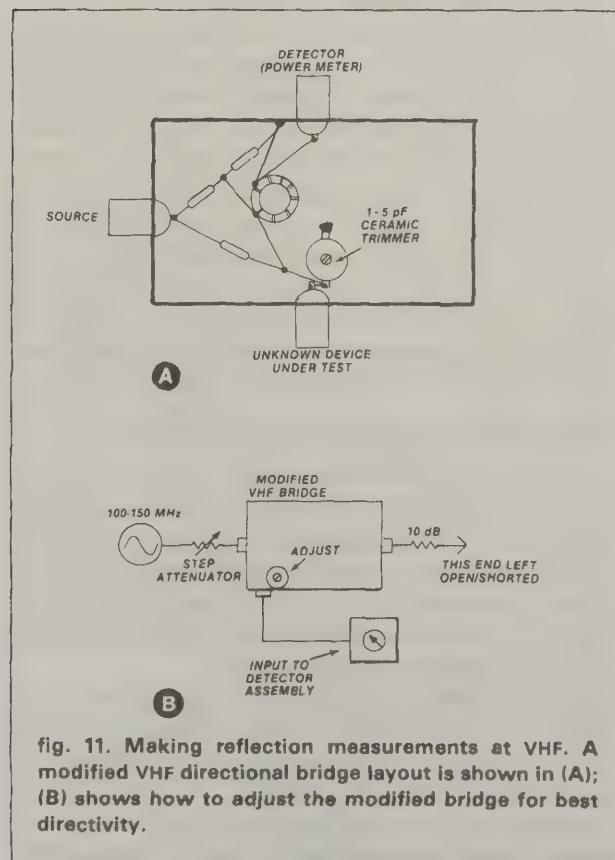 DETECTOR
(POWER METER)
SOURCE
1-5 pF
CERAMIC
TRIMMER
UNKNOWN DEVICE
UNDER TEST
A
MODIFIED
VHF BRIDGE
100-150 MHz
STEP
ATTENUATOR
ADJUST
10 dB
THIS END LEFT
OPEN/SHORTED
INPUT TO
DETECTOR
ASSEMBLY
B
fig. 11. Making reflection measurements at VHF. A
modified VHF directional bridge layout is shown in (A);
(B) shows how to adjust the modified bridge for best
directivity.